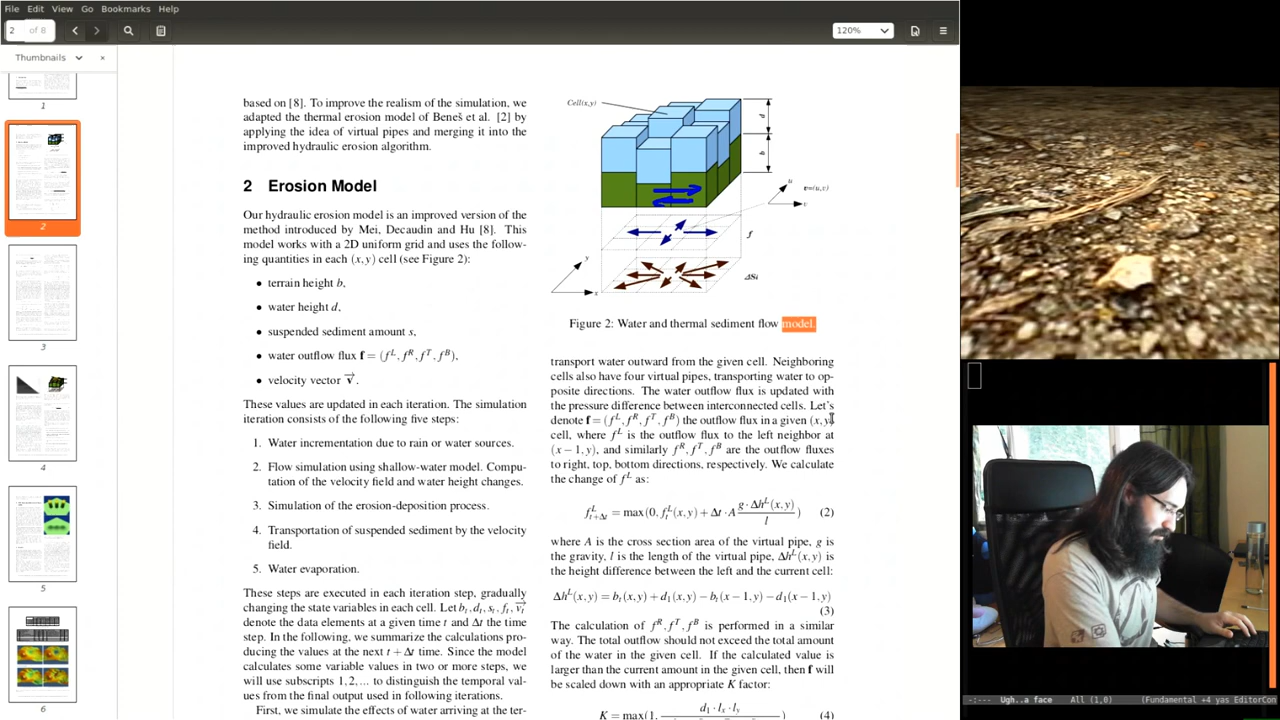 File Edit View Go Bookmarks Help
2 of 8
120%
Thumbnails
1
2
3
4
5
6
based on [8]. To improve the realism of the simulation, we
adapted the thermal erosion model of Beneš et al. [2] by
applying the idea of virtual pipes and merging it into the
improved hydraulic erosion algorithm.
2 Erosion Model
Our hydraulic erosion model is an improved version of the
method introduced by Mei, Decaudin and Hu [8]. This
model works with a 2D uniform grid and uses the follow-
ing quantities in each (x,y) cell (see Figure 2):
• terrain height b,
• water height d,
• suspended sediment amount s,
• water outflow flux f = (f^L, f^R, f^T, f^B),
• velocity vector v⃗.
These values are updated in each iteration. The simulation
iteration consists of the following five steps:
1. Water incrementation due to rain or water sources.
2. Flow simulation using shallow-water model. Compu-
tation of the velocity field and water height changes.
3. Simulation of the erosion-deposition process.
4. Transportation of suspended sediment by the velocity
field.
5. Water evaporation.
These steps are executed in each iteration step, gradually
changing the state variables in each cell. Let b_t, d_t, s_t, f_t, v⃗_t
denote the data elements at a given time t and Δt the time
step. In the following, we summarize the calculations pro-
ducing the values at the next t + Δt time. Since the model
calculates some variable values in two or more steps, we
will use subscripts 1, 2, ... to distinguish the temporal val-
ues from the final output used in following iterations.
First, we simulate the effects of water arriving at the ter-
Cell(x,y)
d
b
u
v=(u,v)
v
f
y
x
ΔSi
Figure 2: Water and thermal sediment flow model.
transport water outward from the given cell. Neighboring
cells also have four virtual pipes, transporting water to op-
posite directions. The water outflow flux is updated with
the pressure difference between interconnected cells. Let's
denote f = (f^L, f^R, f^T, f^B) the outflow flux in a given (x,y)
cell, where f^L is the outflow flux to the left neighbor at
(x−1,y), and similarly f^R, f^T, f^B are the outflow fluxes
to right, top, bottom directions, respectively. We calculate
the change of f^L as:
f^L_{t+Δt} = max(0, f^L_t(x,y) + Δt · A g·Δh^L(x,y)/l) (2)
where A is the cross section area of the virtual pipe, g is
the gravity, l is the length of the virtual pipe, Δh^L(x,y) is
the height difference between the left and the current cell:
Δh^L(x,y) = b_t(x,y) + d_1(x,y) − b_t(x−1,y) − d_1(x−1,y)
(3)
The calculation of f^R, f^T, f^B is performed in a similar
way. The total outflow should not exceed the total amount
of the water in the given cell. If the calculated value is
larger than the current amount in the given cell, then f will
be scaled down with an appropriate K factor:
K = max(1, d_1 · l_x · l_y (4)
-:--- Ugh..a face All (1,0) (Fundamental +4 yas EditorCon